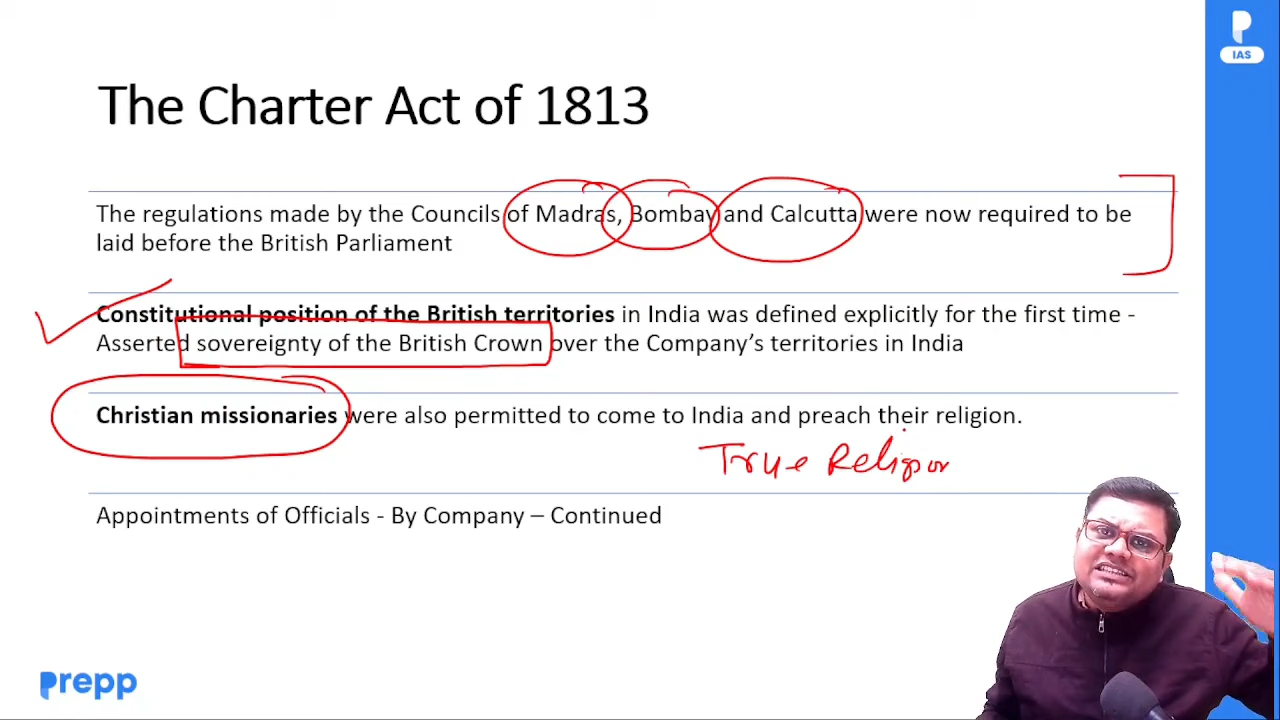 IAS
The Charter Act of 1813
The regulations made by the Councils of Madras, Bombay and Calcutta were now required to be
laid before the British Parliament
Constitutional position of the British territories in India was defined explicitly for the first time -
Asserted sovereignty of the British Crown over the Company's territories in India
Christian missionaries were also permitted to come to India and preach their religion.
True Religion
Appointments of Officials - By Company – Continued
prepp